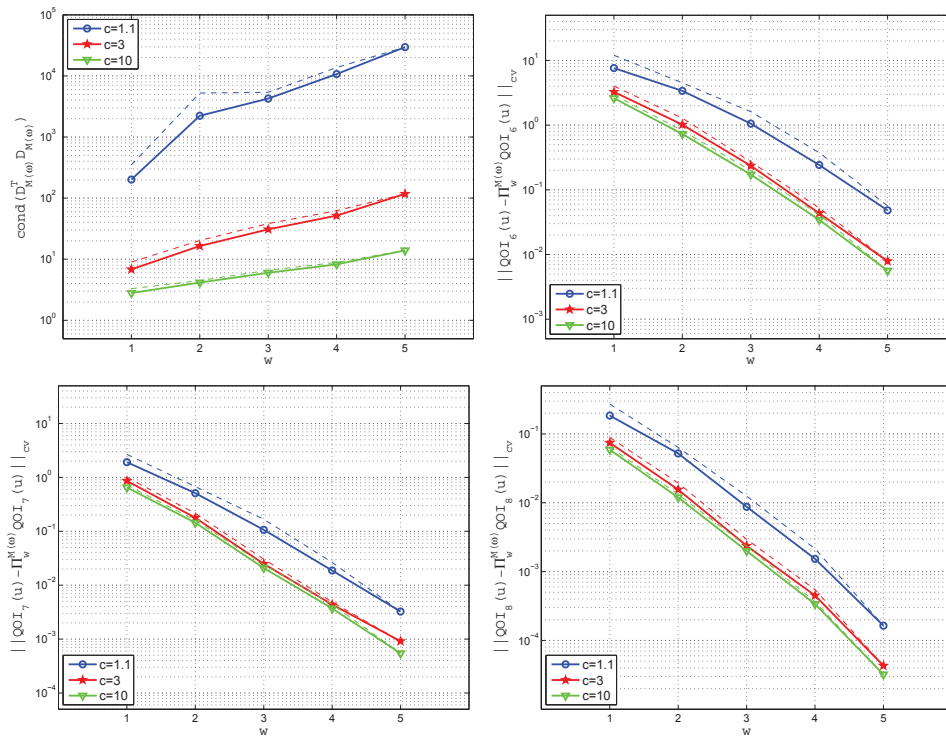 c=1.1
c=3
c=10
10^5
10^4
10^3
10^2
10^1
10^0
cond(D^T_{M(ω)} D_{M(ω)})
1 2 3 4 5
w
10^1
10^0
10^{-1}
10^{-2}
10^{-3}
||QOI_6(u)-Π_w^{M(ω)}QOI_6(u)||_{cv}
c=1.1
c=3
c=10
1 2 3 4 5
w
10^1
10^0
10^{-1}
10^{-2}
10^{-3}
10^{-4}
||QOI_7(u)-Π_w^{M(ω)}QOI_7(u)||_{cv}
c=1.1
c=3
c=10
1 2 3 4 5
w
10^{-1}
10^{-2}
10^{-3}
10^{-4}
||QOI_8(u)-Π_w^{M(ω)}QOI_8(u)||_{cv}
c=1.1
c=3
c=10
1 2 3 4 5
w